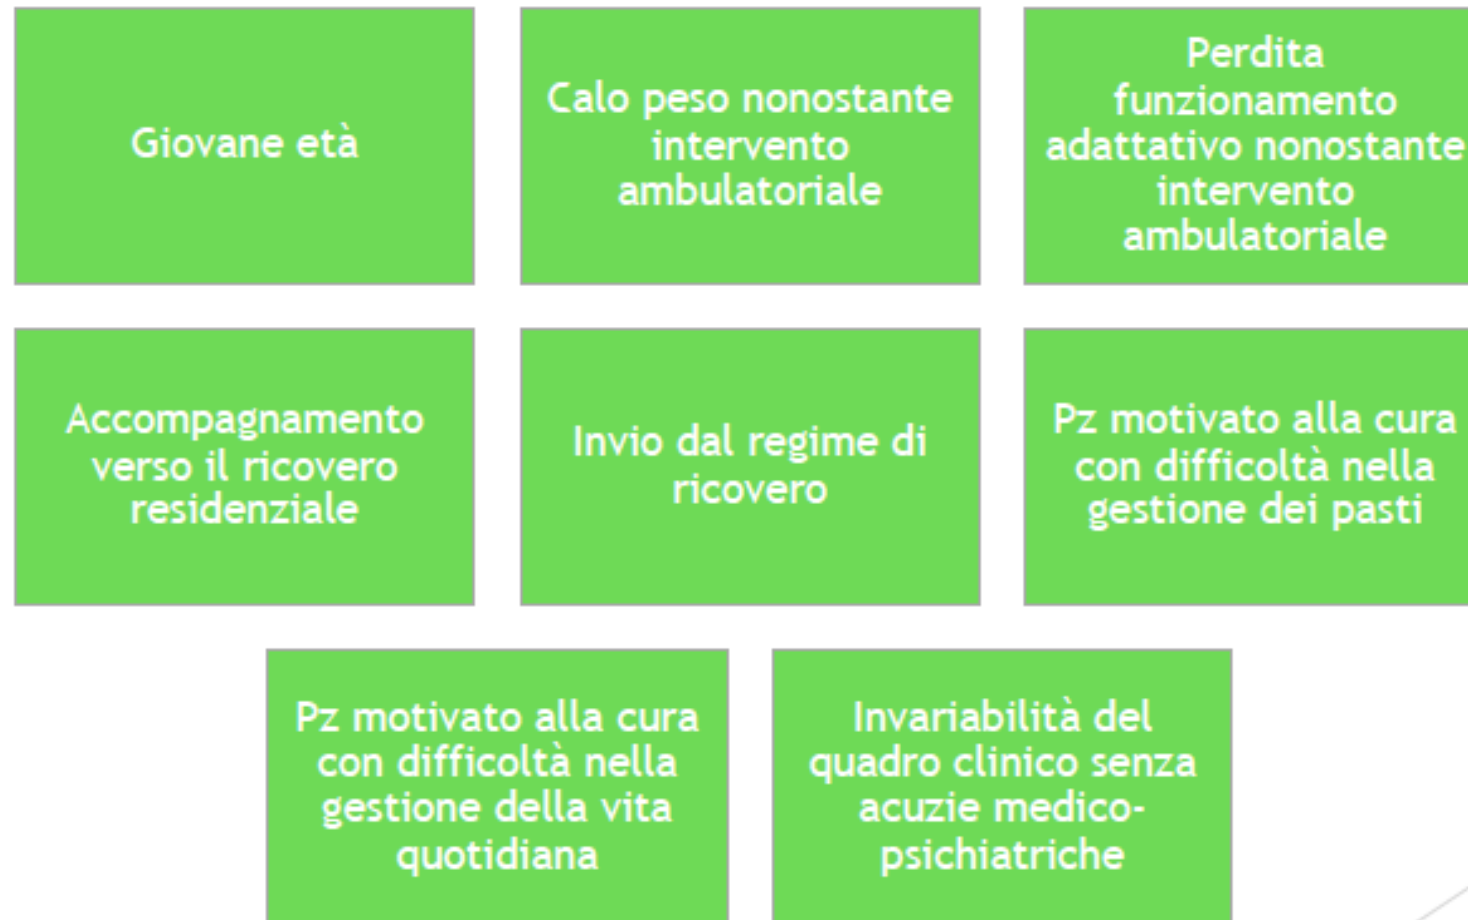 Giovane età
Calo peso nonostante
intervento
ambulatoriale
Perdita
funzionamento
adattativo nonostante
intervento
ambulatoriale
Accompagnamento
verso il ricovero
residenziale
Invio dal regime di
ricovero
Pz motivato alla cura
con difficoltà nella
gestione dei pasti
Pz motivato alla cura
con difficoltà nella
gestione della vita
quotidiana
Invariabilità del
quadro clinico senza
acuzie medico-
psichiatriche